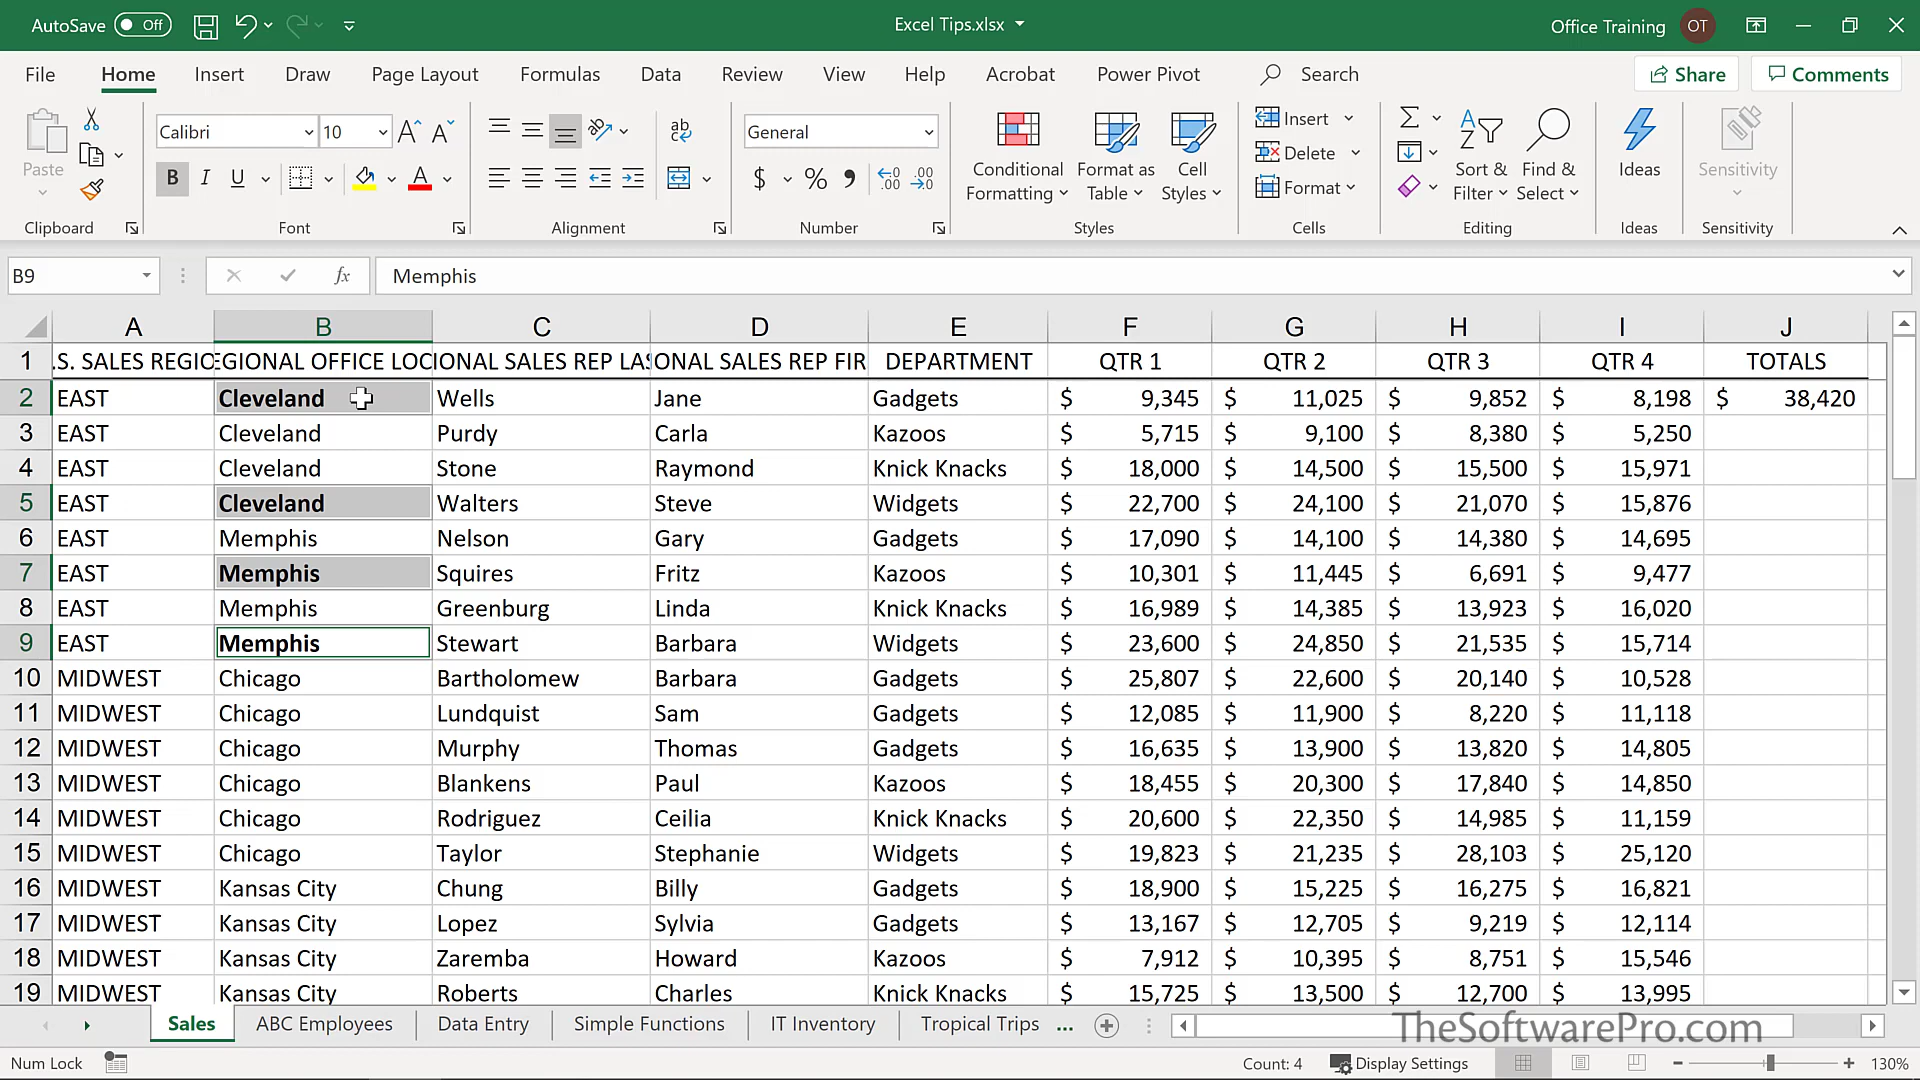 AutoSave Off Excel Tips.xlsx Office Training OT
File Home Insert Draw Page Layout Formulas Data Review View Help Acrobat Power Pivot Search Share Comments
Paste Calibri 10 General Conditional Formatting Format as Table Cell Styles Insert Delete Format Sort & Filter Find & Select Ideas Sensitivity
Clipboard Font Alignment Number Styles Cells Editing Ideas Sensitivity
B9 fx Memphis
A B C D E F G H I J
1 .S. SALES REGIO EGIONAL OFFICE LOC IONAL SALES REP LAS ONAL SALES REP FIR DEPARTMENT QTR 1 QTR 2 QTR 3 QTR 4 TOTALS
2 EAST Cleveland Wells Jane Gadgets $ 9,345 $ 11,025 $ 9,852 $ 8,198 $ 38,420
3 EAST Cleveland Purdy Carla Kazoos $ 5,715 $ 9,100 $ 8,380 $ 5,250
4 EAST Cleveland Stone Raymond Knick Knacks $ 18,000 $ 14,500 $ 15,500 $ 15,971
5 EAST Cleveland Walters Steve Widgets $ 22,700 $ 24,100 $ 21,070 $ 15,876
6 EAST Memphis Nelson Gary Gadgets $ 17,090 $ 14,100 $ 14,380 $ 14,695
7 EAST Memphis Squires Fritz Kazoos $ 10,301 $ 11,445 $ 6,691 $ 9,477
8 EAST Memphis Greenburg Linda Knick Knacks $ 16,989 $ 14,385 $ 13,923 $ 16,020
9 EAST Memphis Stewart Barbara Widgets $ 23,600 $ 24,850 $ 21,535 $ 15,714
10 MIDWEST Chicago Bartholomew Barbara Gadgets $ 25,807 $ 22,600 $ 20,140 $ 10,528
11 MIDWEST Chicago Lundquist Sam Gadgets $ 12,085 $ 11,900 $ 8,220 $ 11,118
12 MIDWEST Chicago Murphy Thomas Gadgets $ 16,635 $ 13,900 $ 13,820 $ 14,805
13 MIDWEST Chicago Blankens Paul Kazoos $ 18,455 $ 20,300 $ 17,840 $ 14,850
14 MIDWEST Chicago Rodriguez Ceilia Knick Knacks $ 20,600 $ 22,350 $ 14,985 $ 11,159
15 MIDWEST Chicago Taylor Stephanie Widgets $ 19,823 $ 21,235 $ 28,103 $ 25,120
16 MIDWEST Kansas City Chung Billy Gadgets $ 18,900 $ 15,225 $ 16,275 $ 16,821
17 MIDWEST Kansas City Lopez Sylvia Gadgets $ 13,167 $ 12,705 $ 9,219 $ 12,114
18 MIDWEST Kansas City Zaremba Howard Kazoos $ 7,912 $ 10,395 $ 8,751 $ 15,546
19 MIDWEST Kansas City Roberts Charles Knick Knacks $ 15,725 $ 13,500 $ 12,700 $ 13,995
Sales ABC Employees Data Entry Simple Functions IT Inventory Tropical Trips ... TheSoftwarePro.com
Num Lock Count: 4 Display Settings 130%